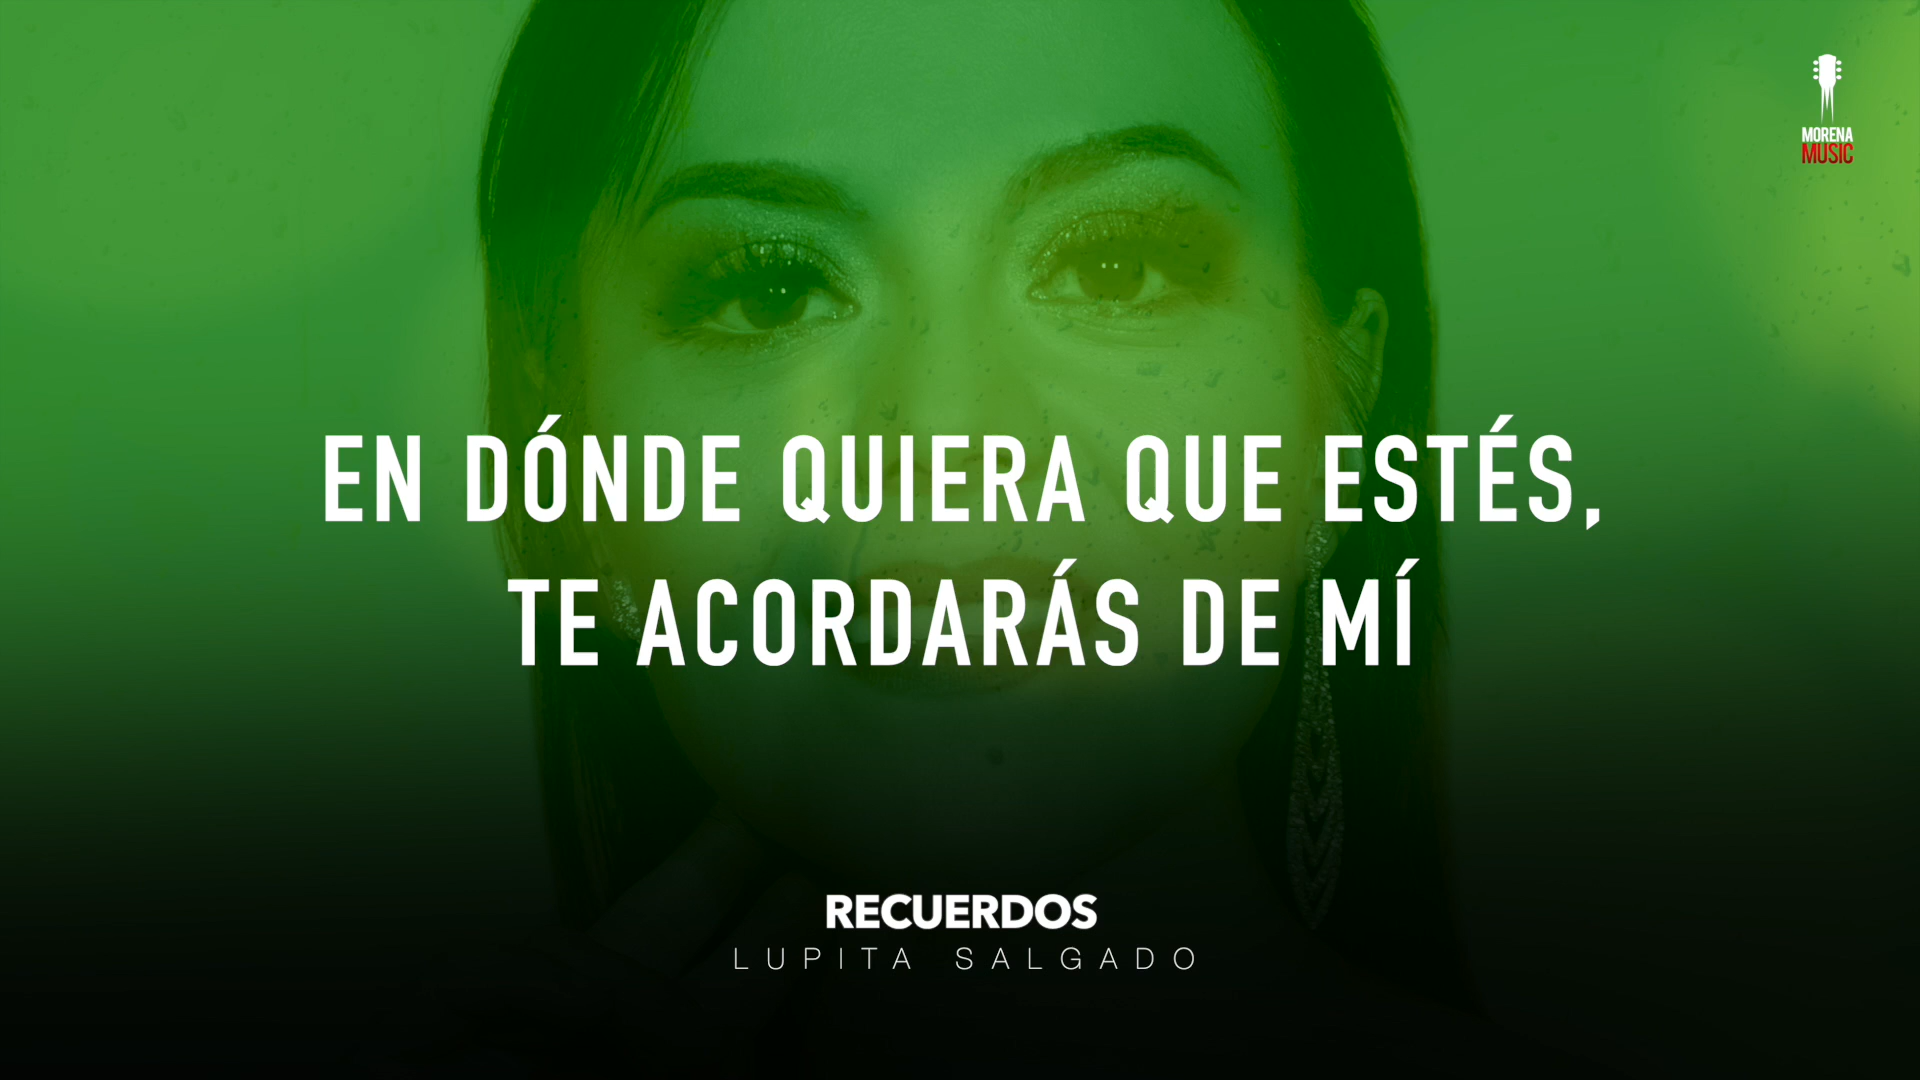 MORENA
MUSIC
EN DÓNDE QUIERA QUE ESTÉS,
TE ACORDARÁS DE MÍ
RECUERDOS
LUPITA SALGADO